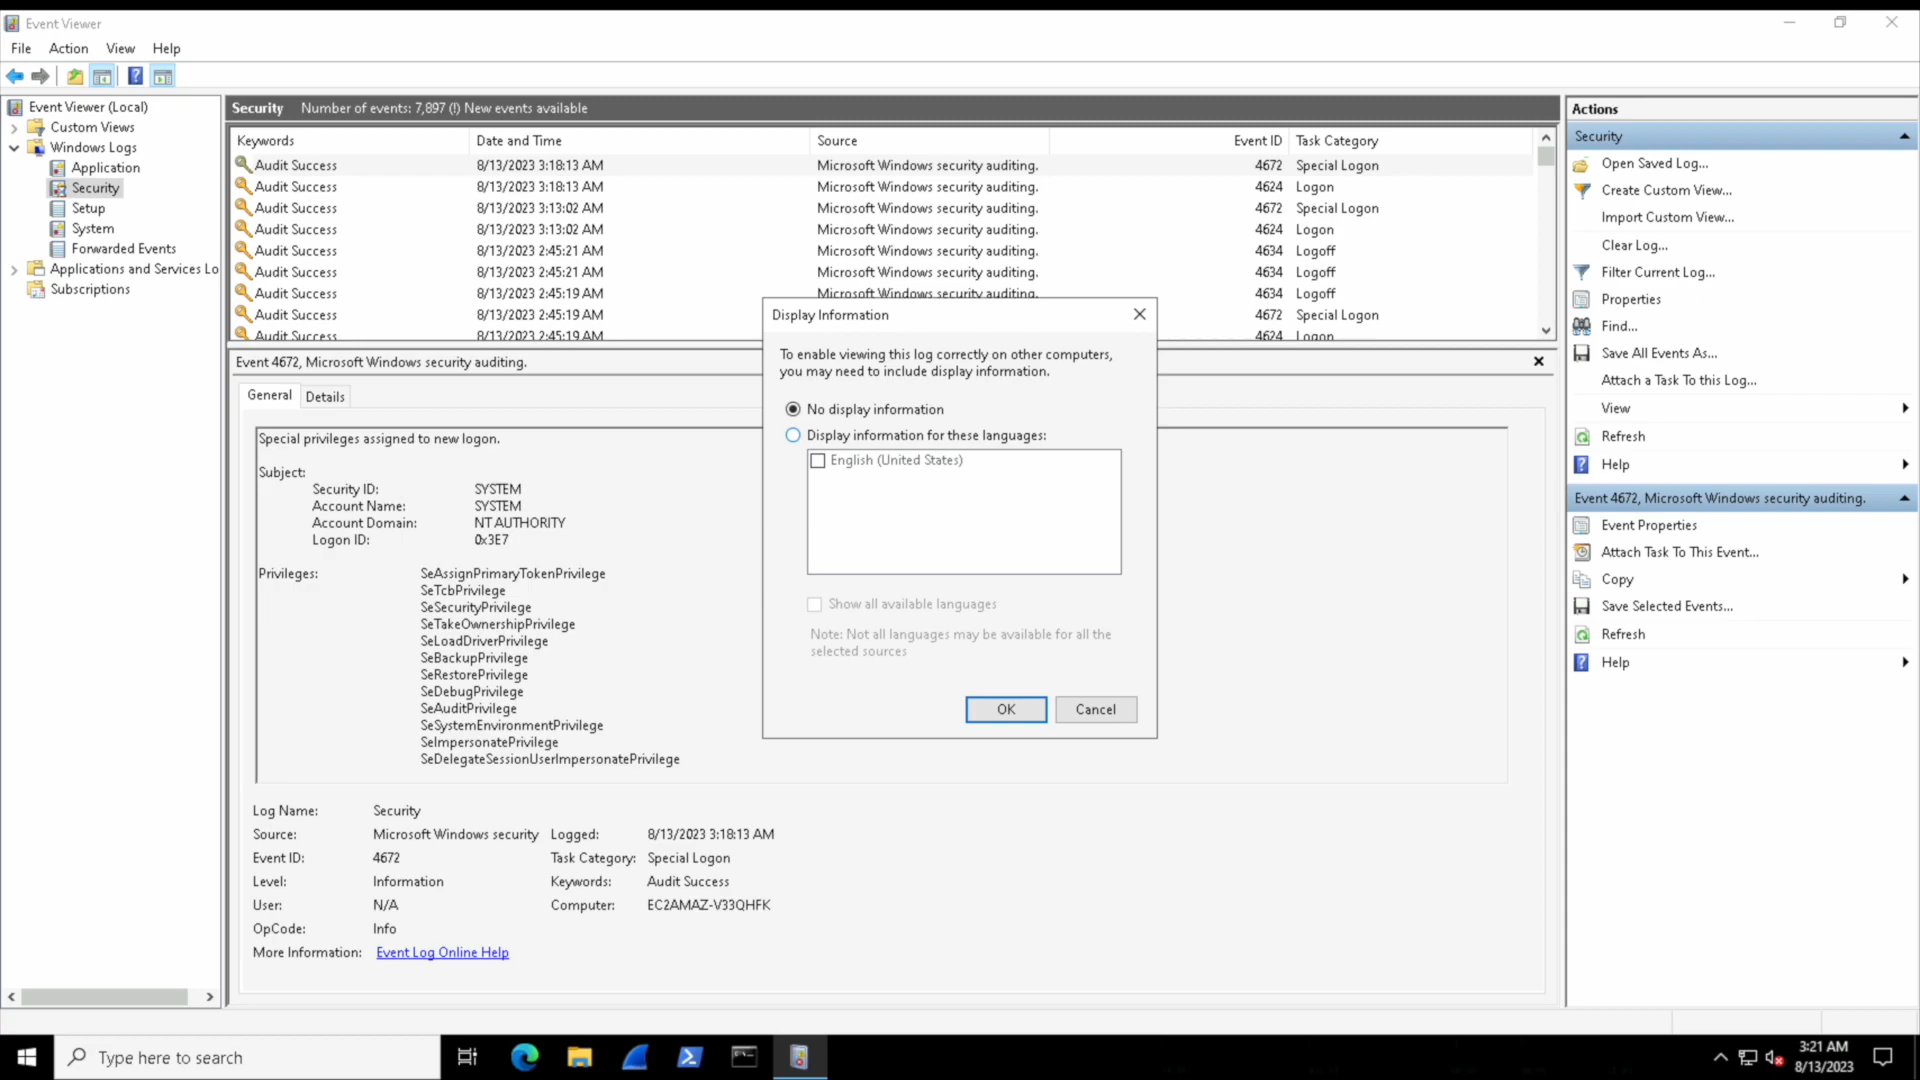 Event Viewer
File Action View Help
Event Viewer (Local)
Custom Views
Windows Logs
Application
Security
Setup
System
Forwarded Events
Applications and Services Lo
Subscriptions
Security Number of events: 7,897 (!) New events available
Keywords Date and Time Source Event ID Task Category
Audit Success 8/13/2023 3:18:13 AM Microsoft Windows security auditing. 4672 Special Logon
Audit Success 8/13/2023 3:18:13 AM Microsoft Windows security auditing. 4624 Logon
Audit Success 8/13/2023 3:13:02 AM Microsoft Windows security auditing. 4672 Special Logon
Audit Success 8/13/2023 3:13:02 AM Microsoft Windows security auditing. 4624 Logon
Audit Success 8/13/2023 2:45:21 AM Microsoft Windows security auditing. 4634 Logoff
Audit Success 8/13/2023 2:45:21 AM Microsoft Windows security auditing. 4634 Logoff
Audit Success 8/13/2023 2:45:19 AM Microsoft Windows security auditing. 4634 Logoff
Audit Success 8/13/2023 2:45:19 AM 4672 Special Logon
Audit Success 8/13/2023 2:45:19 AM 4624 Logon
Event 4672, Microsoft Windows security auditing.
General Details
Special privileges assigned to new logon.
Subject:
Security ID: SYSTEM
Account Name: SYSTEM
Account Domain: NT AUTHORITY
Logon ID: 0x3E7
Privileges: SeAssignPrimaryTokenPrivilege
SeTcbPrivilege
SeSecurityPrivilege
SeTakeOwnershipPrivilege
SeLoadDriverPrivilege
SeBackupPrivilege
SeRestorePrivilege
SeDebugPrivilege
SeAuditPrivilege
SeSystemEnvironmentPrivilege
SeImpersonatePrivilege
SeDelegateSessionUserImpersonatePrivilege
Log Name: Security
Source: Microsoft Windows security Logged: 8/13/2023 3:18:13 AM
Event ID: 4672 Task Category: Special Logon
Level: Information Keywords: Audit Success
User: N/A Computer: EC2AMAZ-V33QHFK
OpCode: Info
More Information: Event Log Online Help
Display Information
To enable viewing this log correctly on other computers,
you may need to include display information.
No display information
Display information for these languages:
English (United States)
Show all available languages
Note: Not all languages may be available for all the
selected sources
OK Cancel
Actions
Security
Open Saved Log...
Create Custom View...
Import Custom View...
Clear Log...
Filter Current Log...
Properties
Find...
Save All Events As...
Attach a Task To this Log...
View
Refresh
Help
Event 4672, Microsoft Windows security auditing.
Event Properties
Attach Task To This Event...
Copy
Save Selected Events...
Refresh
Help
Type here to search
3:21 AM
8/13/2023